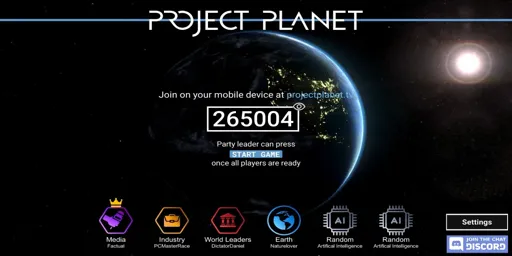 PROJECT PLANET
Join on your mobile device at projectplanet.tv
265004
Party leader can press
START GAME
once all players are ready
AI AI
Media Industry World Leaders Earth Random Random
Factual PCMasterRace DictatorDaniel Naturelover Artifical Intelligence Artifical Intelligence
Settings
JOIN THE CHAT
DISCORD